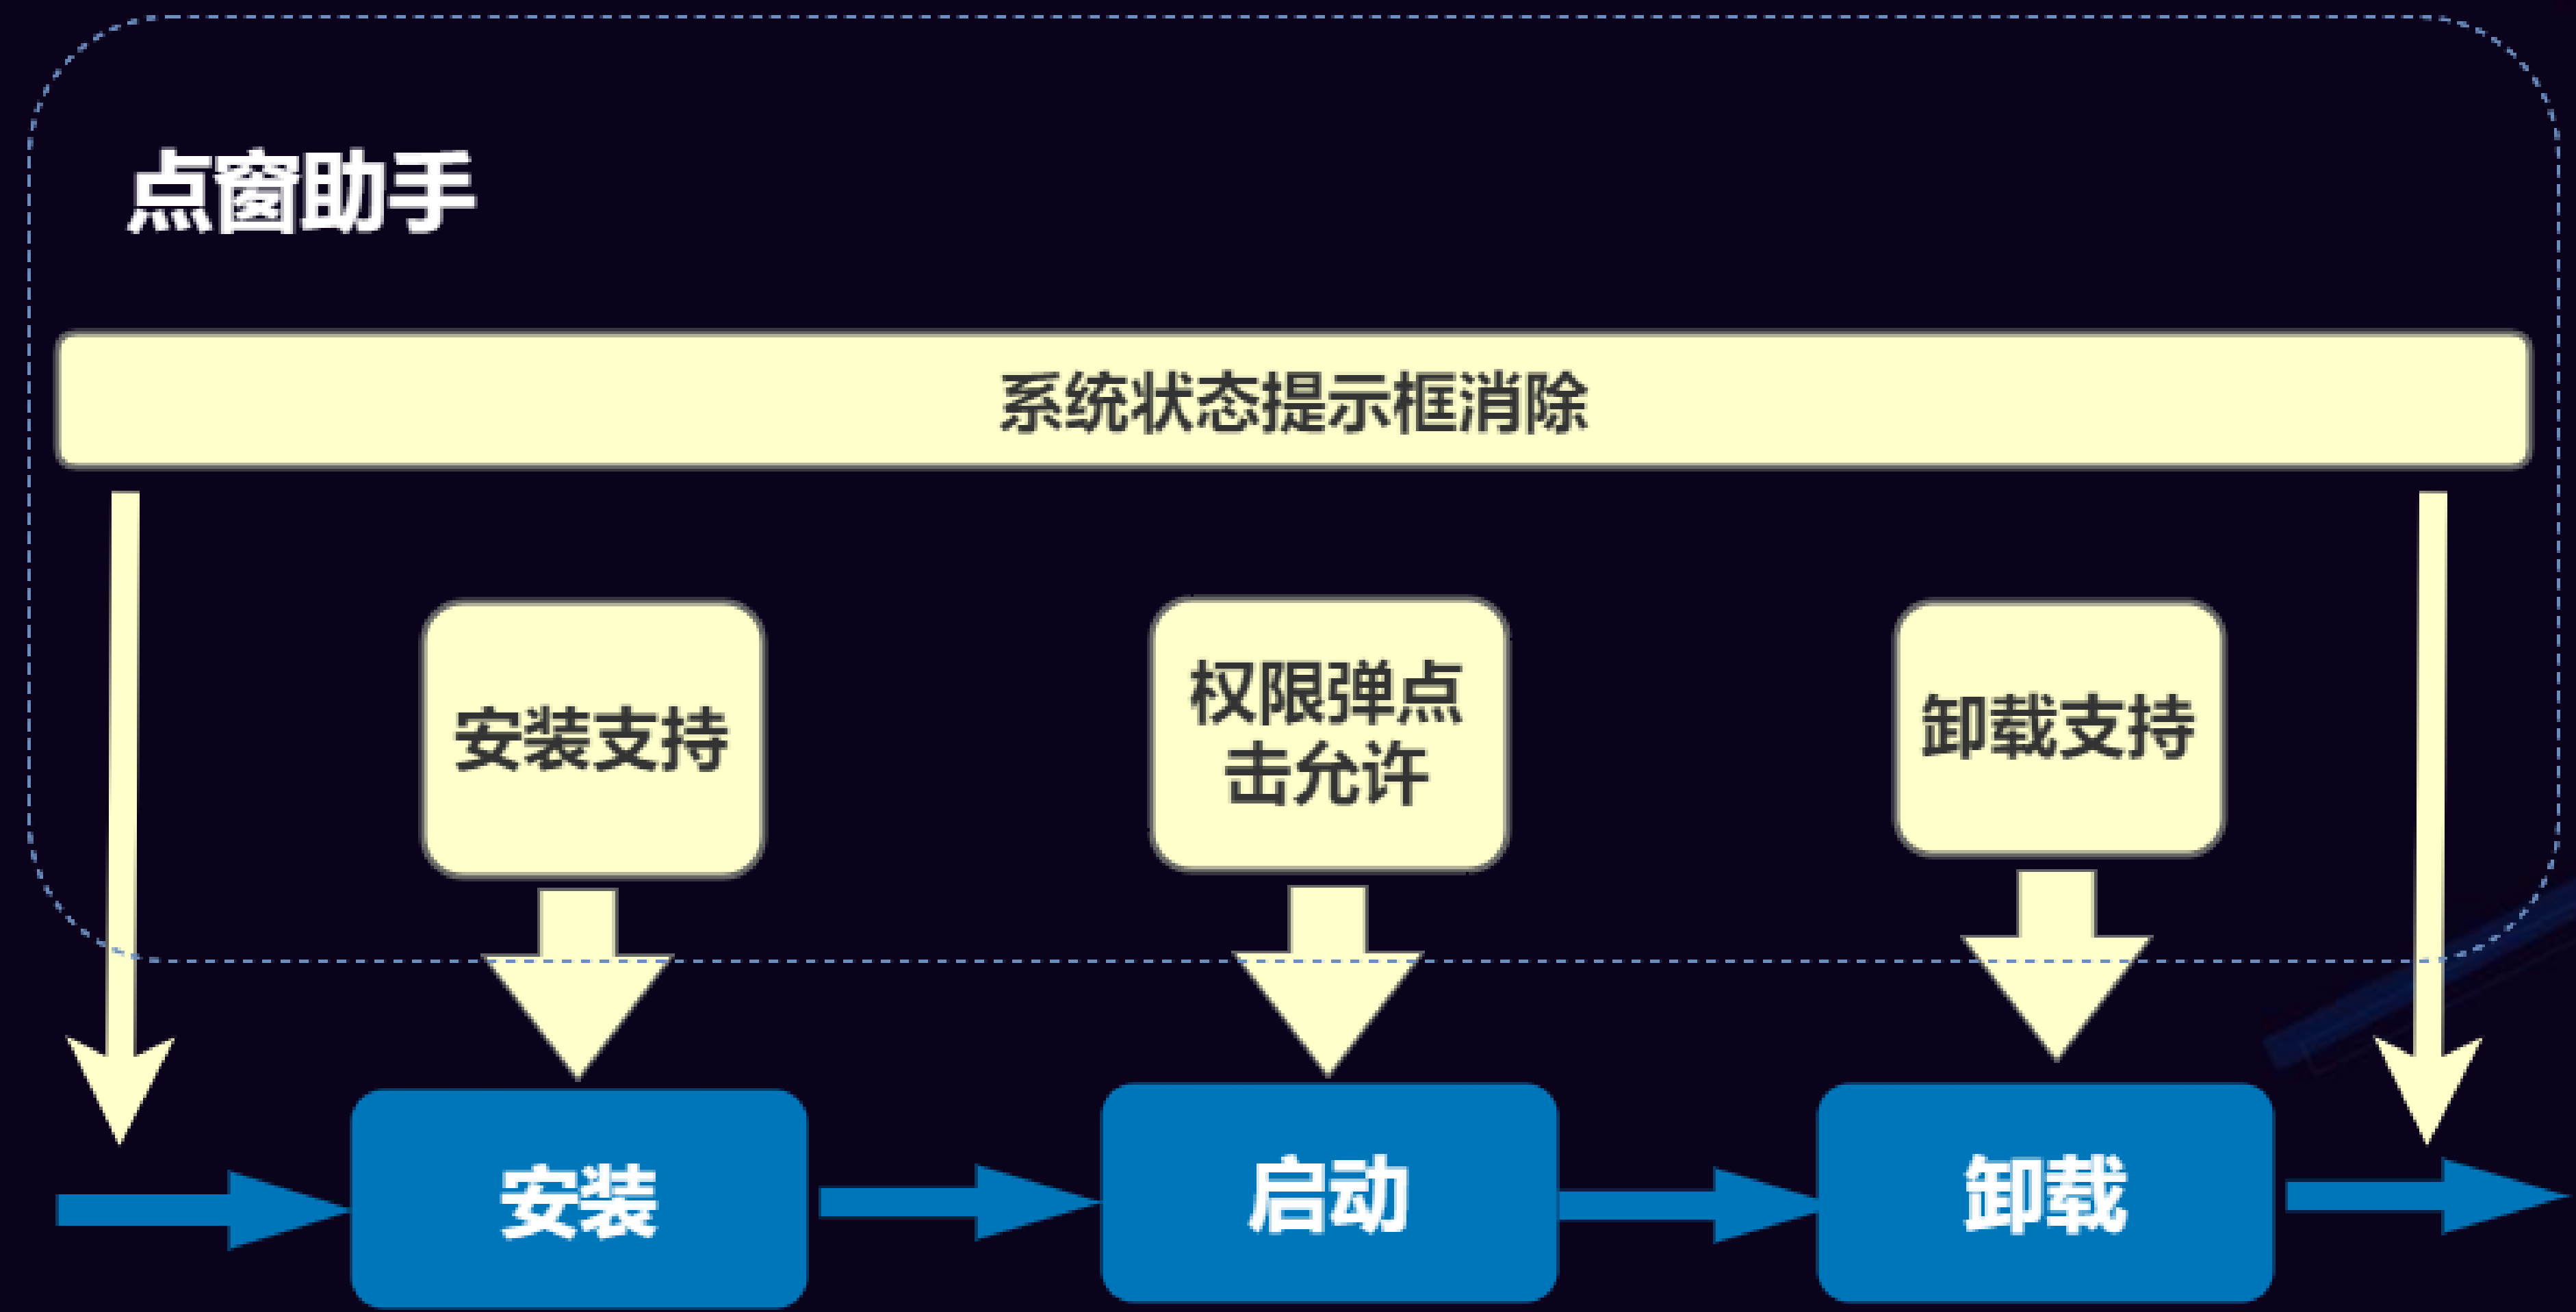 点窗助手
系统状态提示框消除
安装支持
权限弹点
击允许
卸载支持
安装
启动
卸载